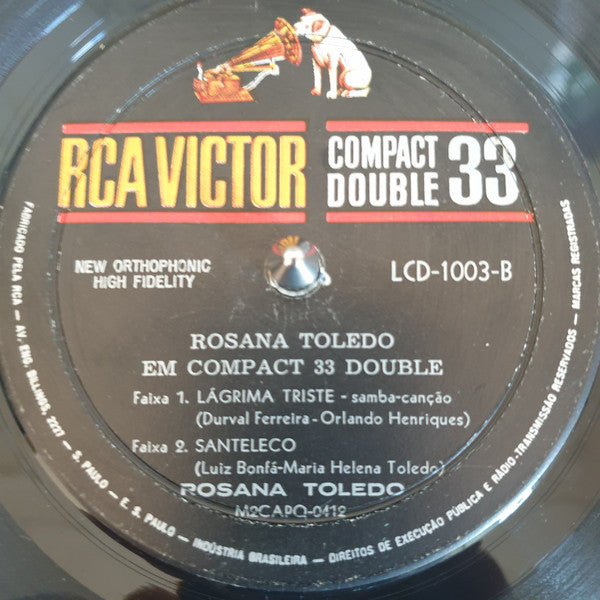 RCA VICTOR
COMPACT
DOUBLE 33
NEW ORTHOPHONIC
HIGH FIDELITY
LCD-1003-B
ROSANA TOLEDO
EM COMPACT 33 DOUBLE
Faixa 1. LÁGRIMA TRISTE - samba-canção
(Durval Ferreira-Orlando Henriques)
Faixa 2. SANTELECO
(Luiz Bonfá-Maria Helena Toledo)
ROSANA TOLEDO
M2CAPO-0412
FABRICADO PELA RCA - AV. ENG. BILLINGS, 2227 - S. PAULO - E. S. PAULO - INDÚSTRIA BRASILEIRA - DIREITOS DE EXECUÇÃO PÚBLICA E RÁDIO-TRANSMISSÃO RESERVADOS - MARCAS REGISTRADAS